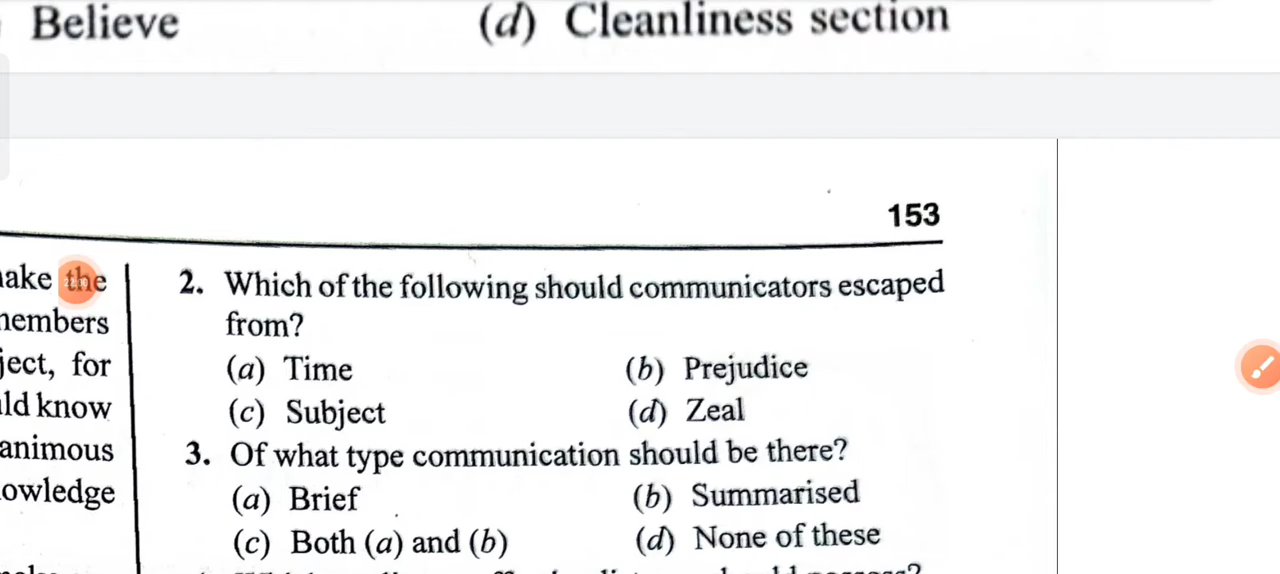 Believe
(d) Cleanliness section
153
ake the
embers
ject, for
ld know
animous
owledge
2. Which of the following should communicators escaped
from?
(a) Time (b) Prejudice
(c) Subject (d) Zeal
3. Of what type communication should be there?
(a) Brief (b) Summarised
(c) Both (a) and (b) (d) None of these